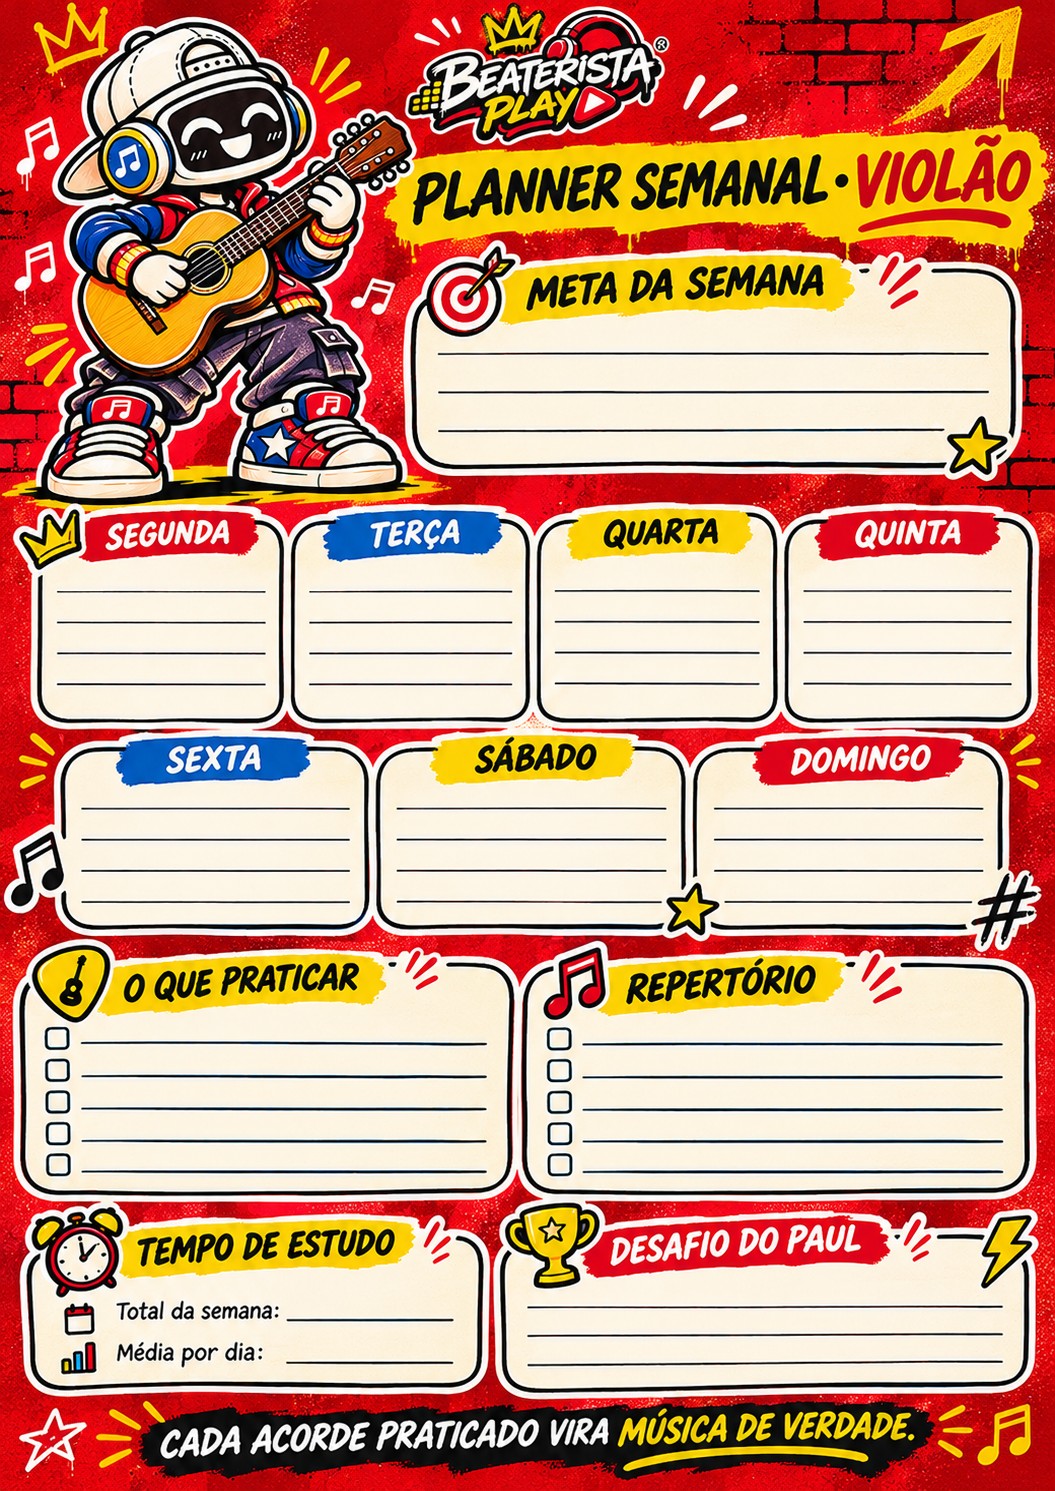 BEATERISTA ®
PLAY
PLANNER SEMANAL • VIOLÃO
META DA SEMANA
SEGUNDA
TERÇA
QUARTA
QUINTA
SEXTA
SÁBADO
DOMINGO
#
O QUE PRATICAR
REPERTÓRIO
TEMPO DE ESTUDO
Total da semana:
Média por dia:
DESAFIO DO PAUL
CADA ACORDE PRATICADO VIRA MÚSICA DE VERDADE.